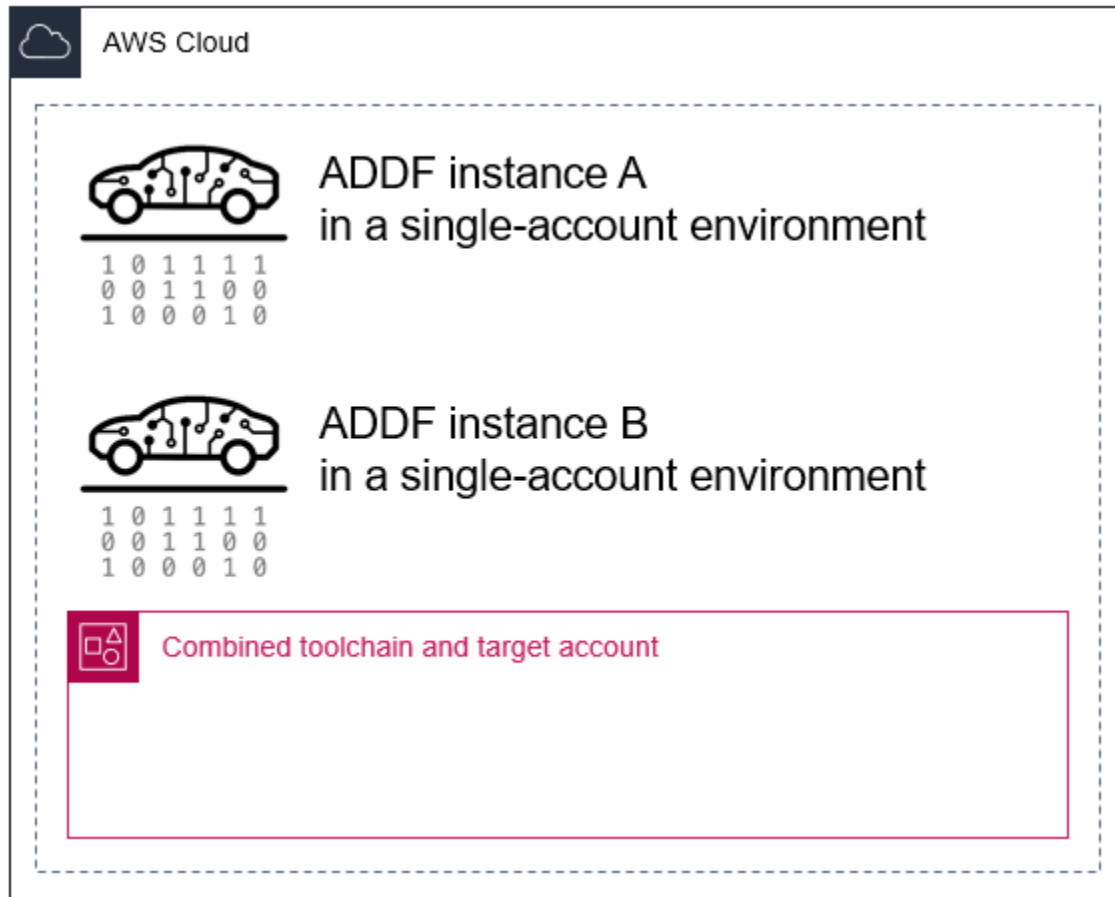 AWS Cloud
ADDF instance A
in a single-account environment
1 0 1 1 1 1
0 0 1 1 0 0
1 0 0 0 1 0
ADDF instance B
in a single-account environment
1 0 1 1 1 1
0 0 1 1 0 0
1 0 0 0 1 0
Combined toolchain and target account